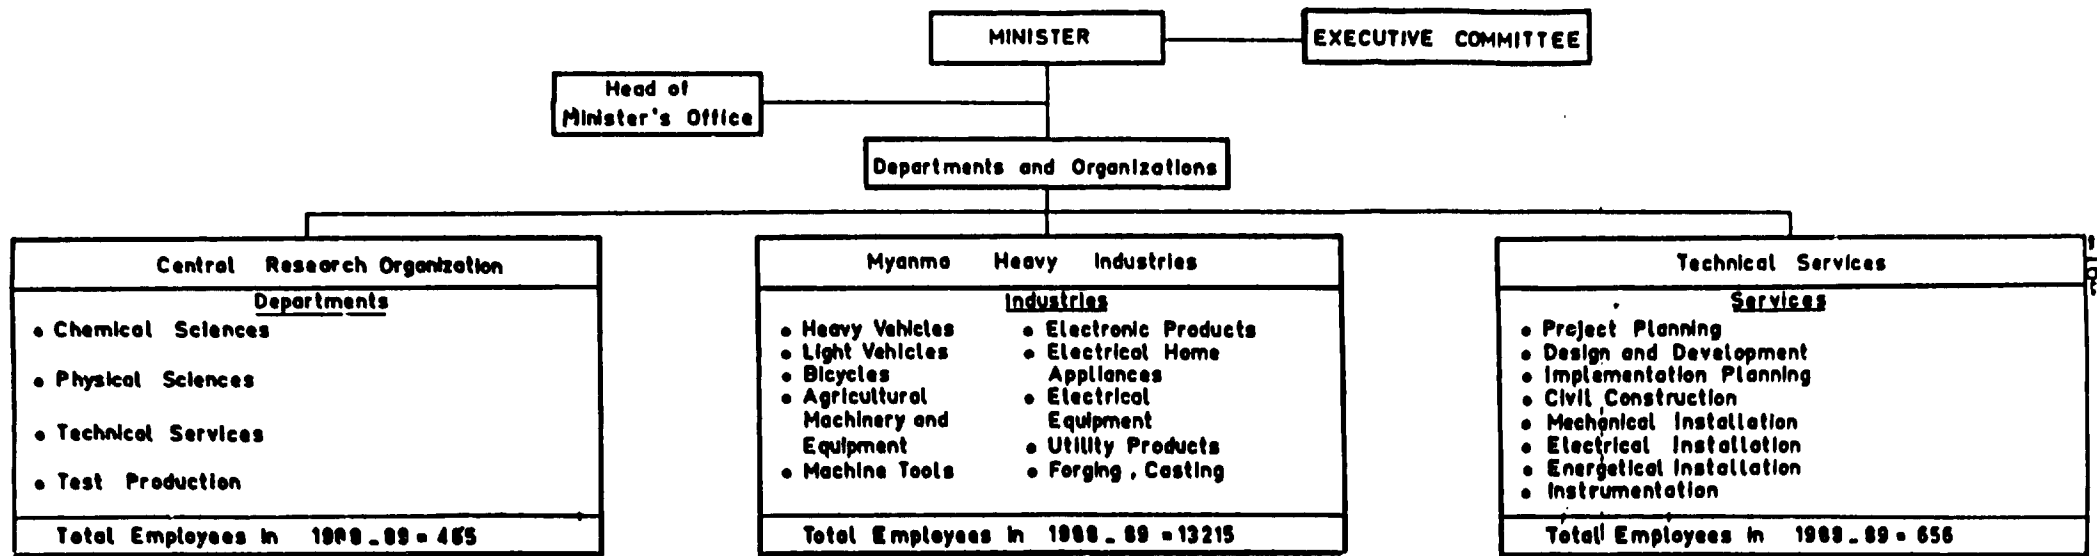 MINISTER
EXECUTIVE COMMITTEE
Head of
Minister's Office
Departments and Organizations
Central Research Organization
Departments
• Chemical Sciences
• Physical Sciences
• Technical Services
• Test Production
Total Employees in 1988-89 = 465
Myanma Heavy Industries
Industries
• Heavy Vehicles
• Light Vehicles
• Bicycles
• Agricultural
Machinery and
Equipment
• Machine Tools
• Electronic Products
• Electrical Home
Appliances
• Electrical
Equipment
• Utility Products
• Forging, Casting
Total Employees in 1988-89 = 13215
Technical Services
Services
• Project Planning
• Design and Development
• Implementation Planning
• Civil Construction
• Mechanical Installation
• Electrical Installation
• Energetical Installation
• Instrumentation
Total Employees in 1988-89 = 656